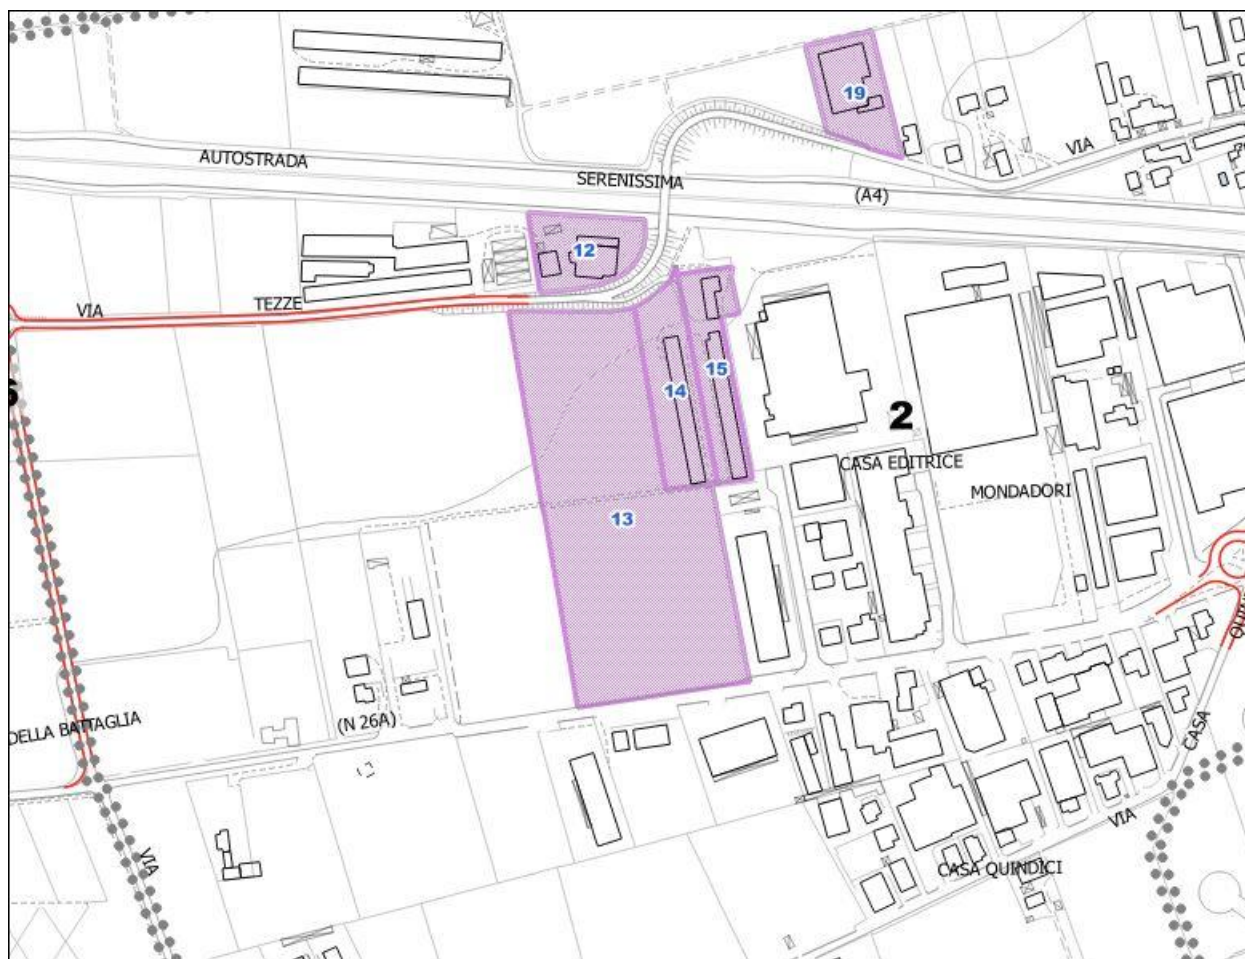 19
VIA
AUTOSTRADA
SERENISSIMA
(A4)
12
VIA
TEZZE
15
14
2
CASA EDITRICE
MONDADORI
13
DELLA BATTAGLIA
(N 26A)
CASA
VIA
VIA
CASA QUINDICI